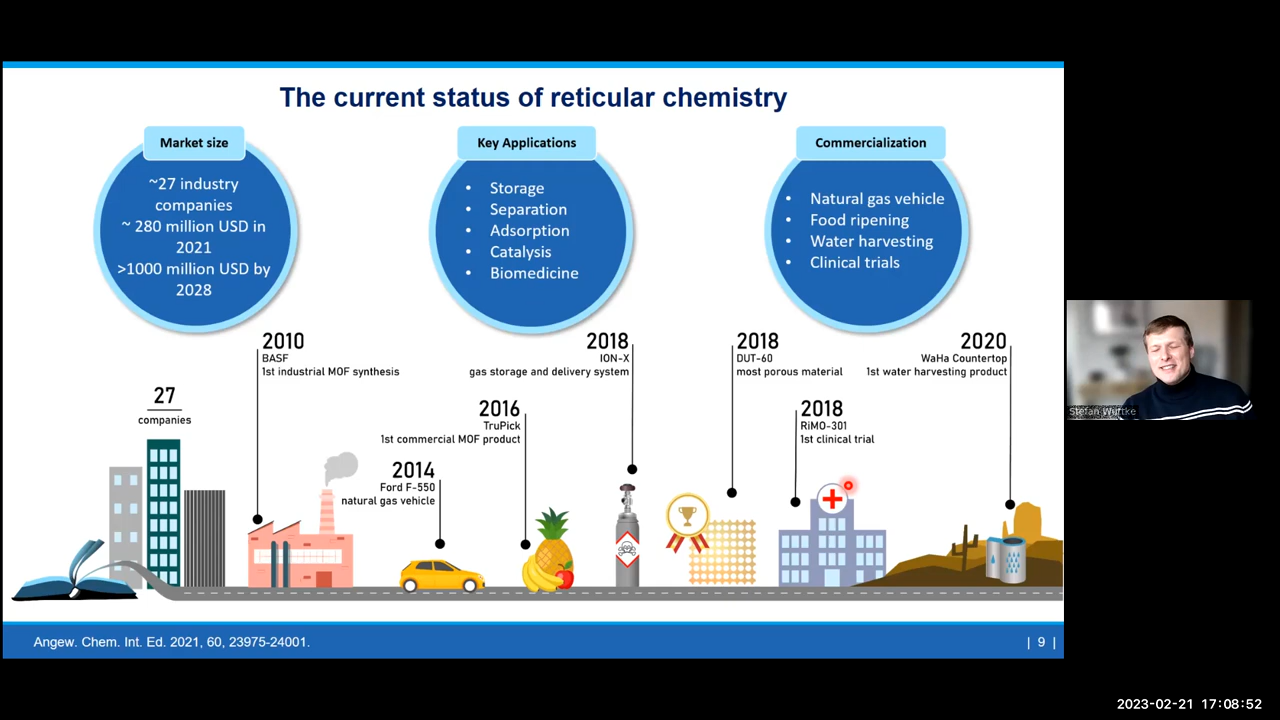 The current status of reticular chemistry
Market size
~27 industry
companies
~ 280 million USD in
2021
>1000 million USD by
2028
Key Applications
• Storage
• Separation
• Adsorption
• Catalysis
• Biomedicine
Commercialization
• Natural gas vehicle
• Food ripening
• Water harvesting
• Clinical trials
27
companies
2010
BASF
1st industrial MOF synthesis
2014
Ford F-550
natural gas vehicle
2016
TruPick
1st commercial MOF product
2018
ION-X
gas storage and delivery system
2018
DUT-60
most porous material
2018
RiMO-301
1st clinical trial
2020
WaHa Countertop
1st water harvesting product
Stefan Wuttke
Angew. Chem. Int. Ed. 2021, 60, 23975-24001.
| 9 |
2023-02-21 17:08:52